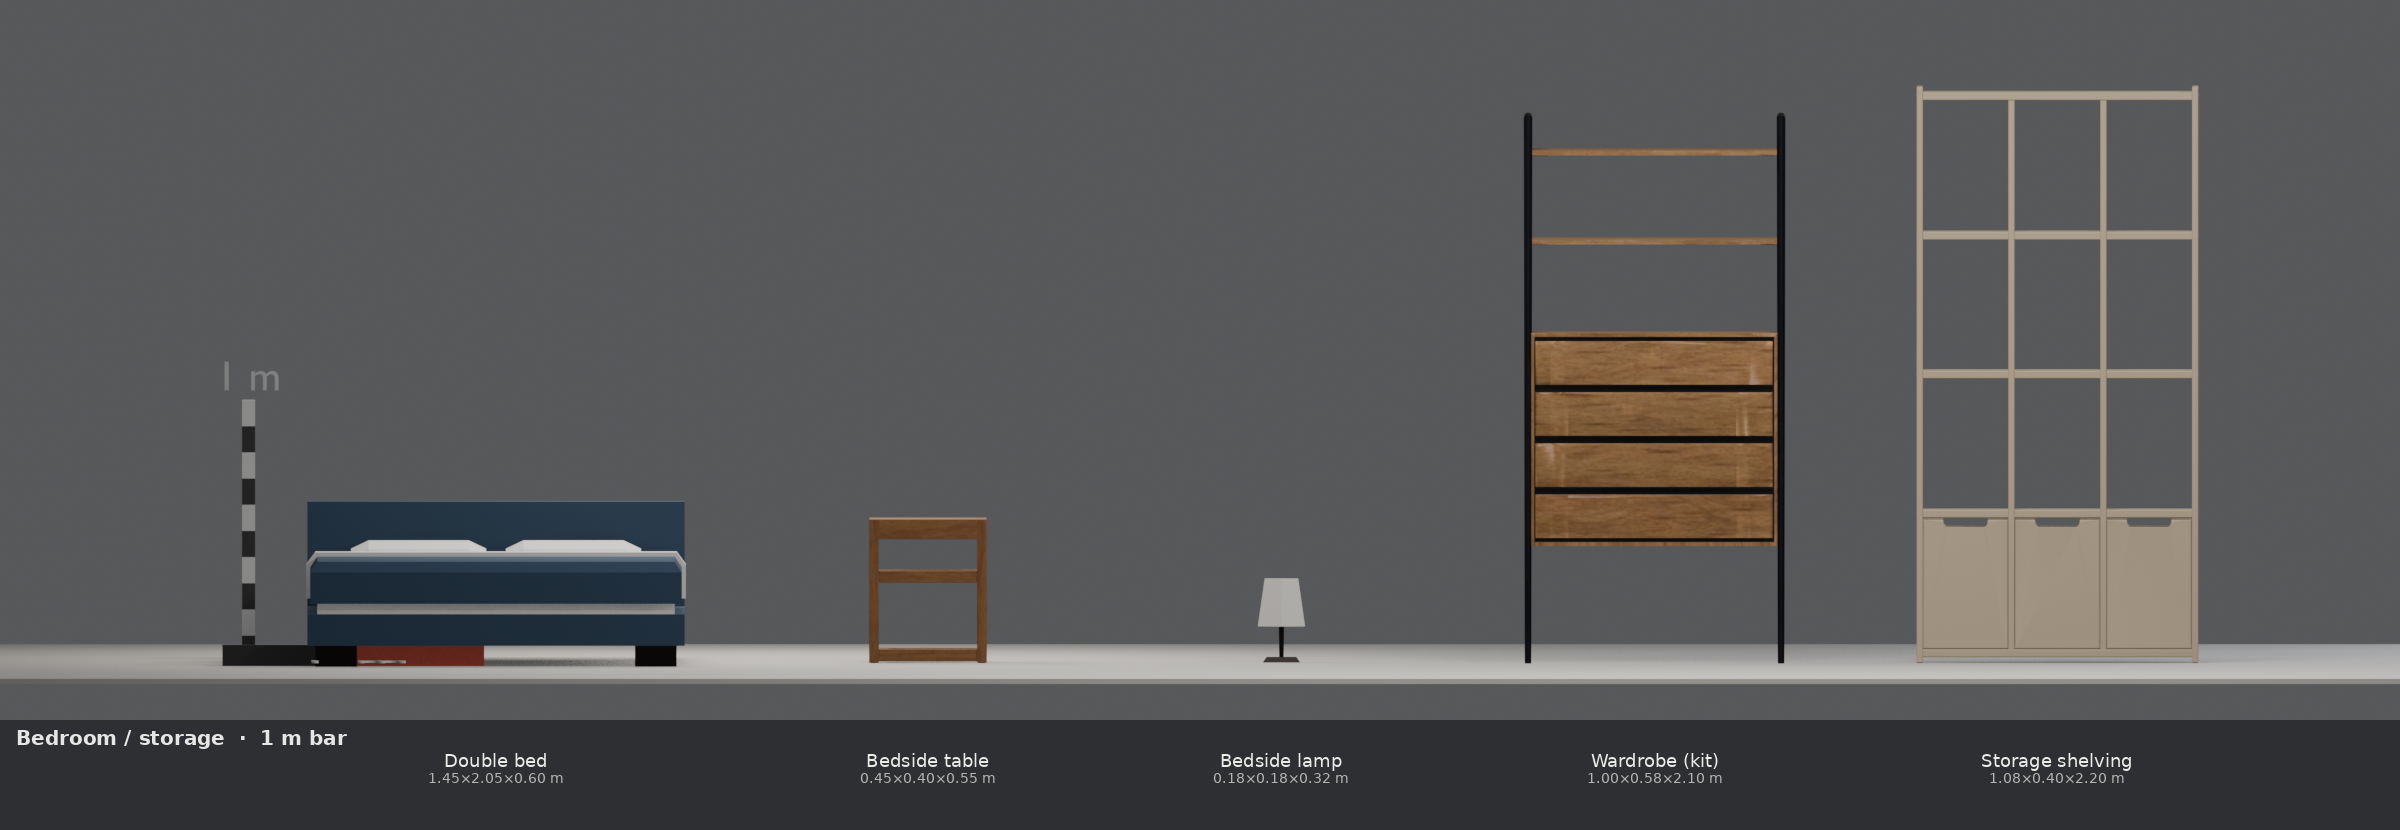 1 m
Bedroom / storage · 1 m bar
Double bed
1.45×2.05×0.60 m
Bedside table
0.45×0.40×0.55 m
Bedside lamp
0.18×0.18×0.32 m
Wardrobe (kit)
1.00×0.58×2.10 m
Storage shelving
1.08×0.40×2.20 m